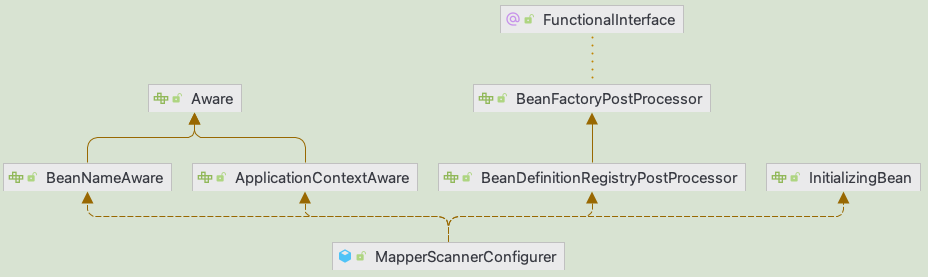 FunctionalInterface
Aware
BeanFactoryPostProcessor
BeanNameAware
ApplicationContextAware
BeanDefinitionRegistryPostProcessor
InitializingBean
MapperScannerConfigurer